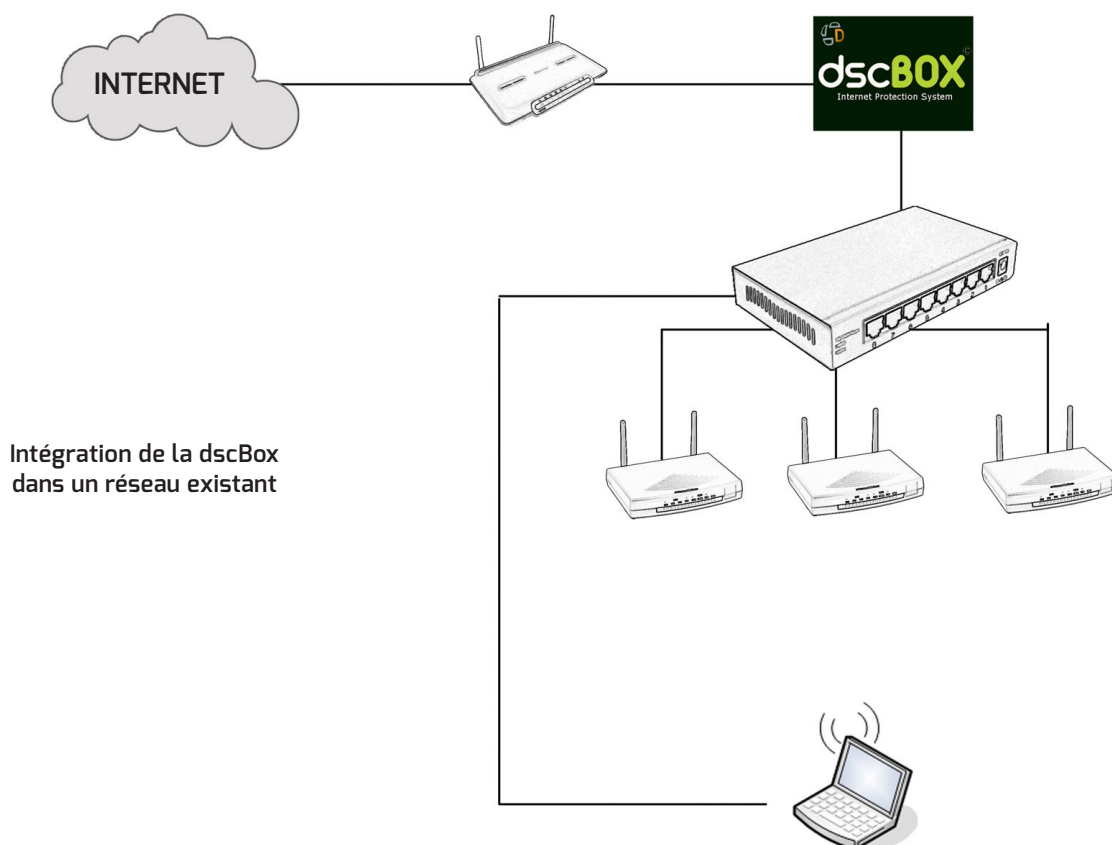 INTERNET
D
dscBOX
©
Internet Protection System
Intégration de la dscBox
dans un réseau existant